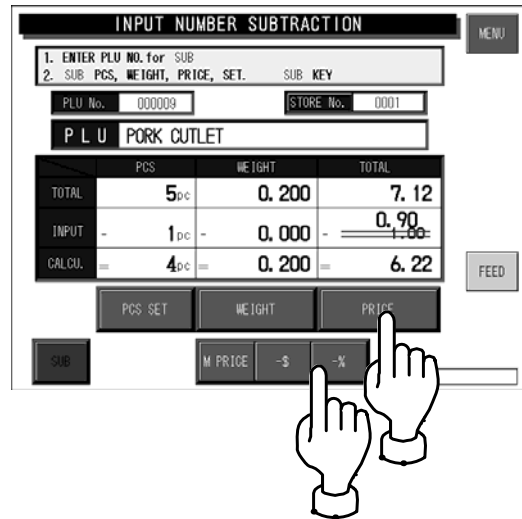 INPUT NUMBER SUBTRACTION
MENU
1. ENTER PLU NO. for SUB
2. SUB PCS, WEIGHT, PRICE, SET. SUB KEY
PLU No. 000009 STORE No. 0001
PLU PORK CUTLET
PCS WEIGHT TOTAL
TOTAL 5pc 0.200 7.12
INPUT - 1pc - 0.000 - 0.90
1.00
CALCU. = 4pc = 0.200 = 6.22
FEED
PCS SET WEIGHT PRICE
SUB M PRICE -$ -%